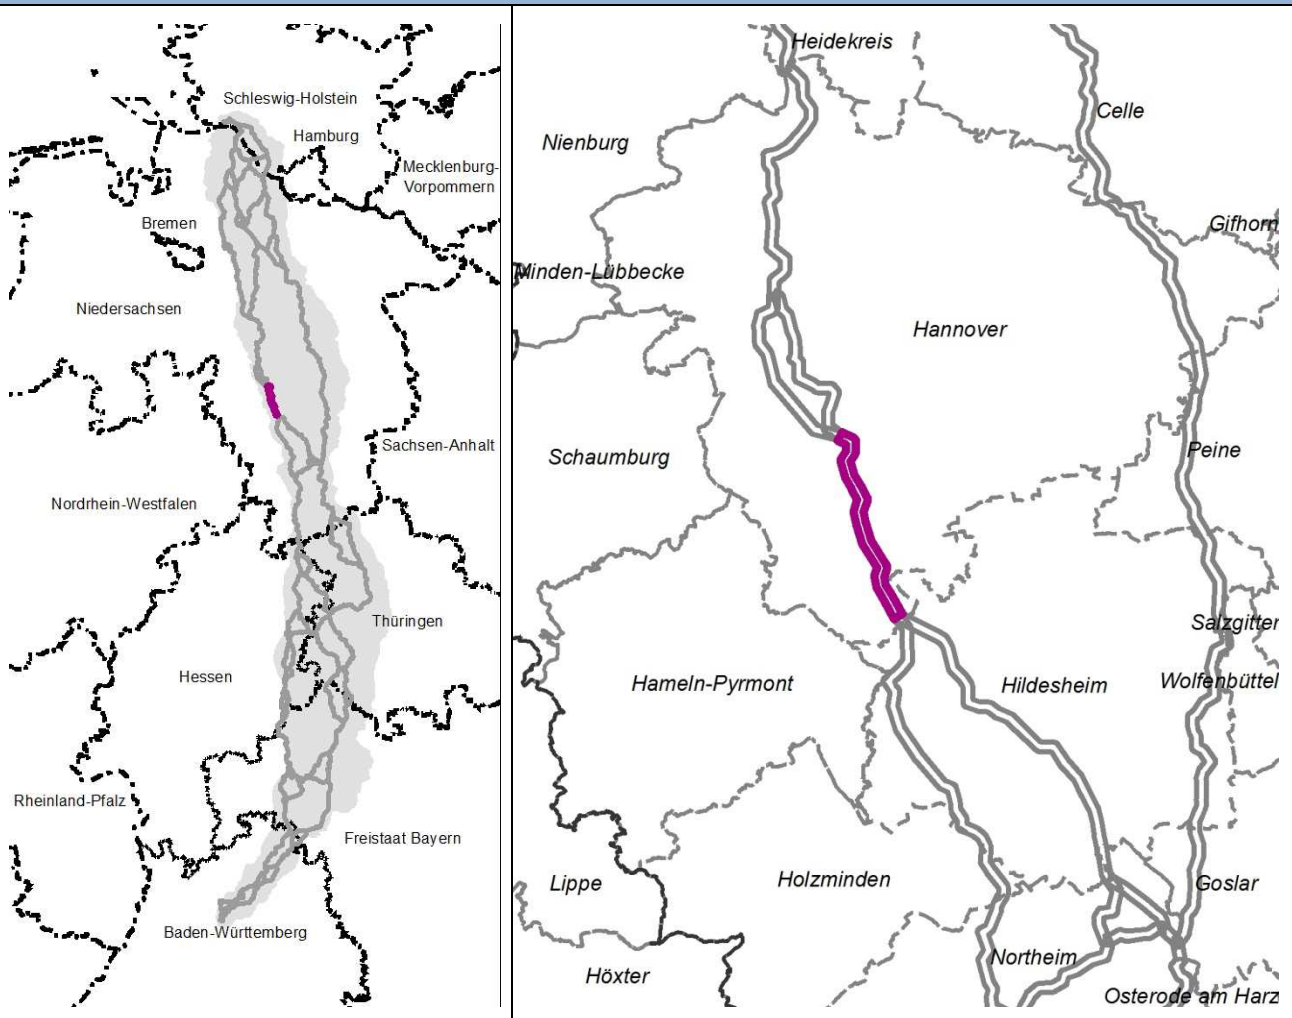 Schleswig-Holstein
Hamburg
Mecklenburg-
Vorpommern
Bremen
Niedersachsen
Sachsen-Anhalt
Nordrhein-Westfalen
Thüringen
Hessen
Rheinland-Pfalz
Freistaat Bayern
Baden-Württemberg
Heidekreis
Celle
Nienburg
Gifhorn
Minden-Lübbecke
Hannover
Schaumburg
Peine
Salzgitter
Hameln-Pyrmont
Hildesheim
Wolfenbüttel
Lippe
Holzminden
Goslar
Northeim
Höxter
Osterode am Harz